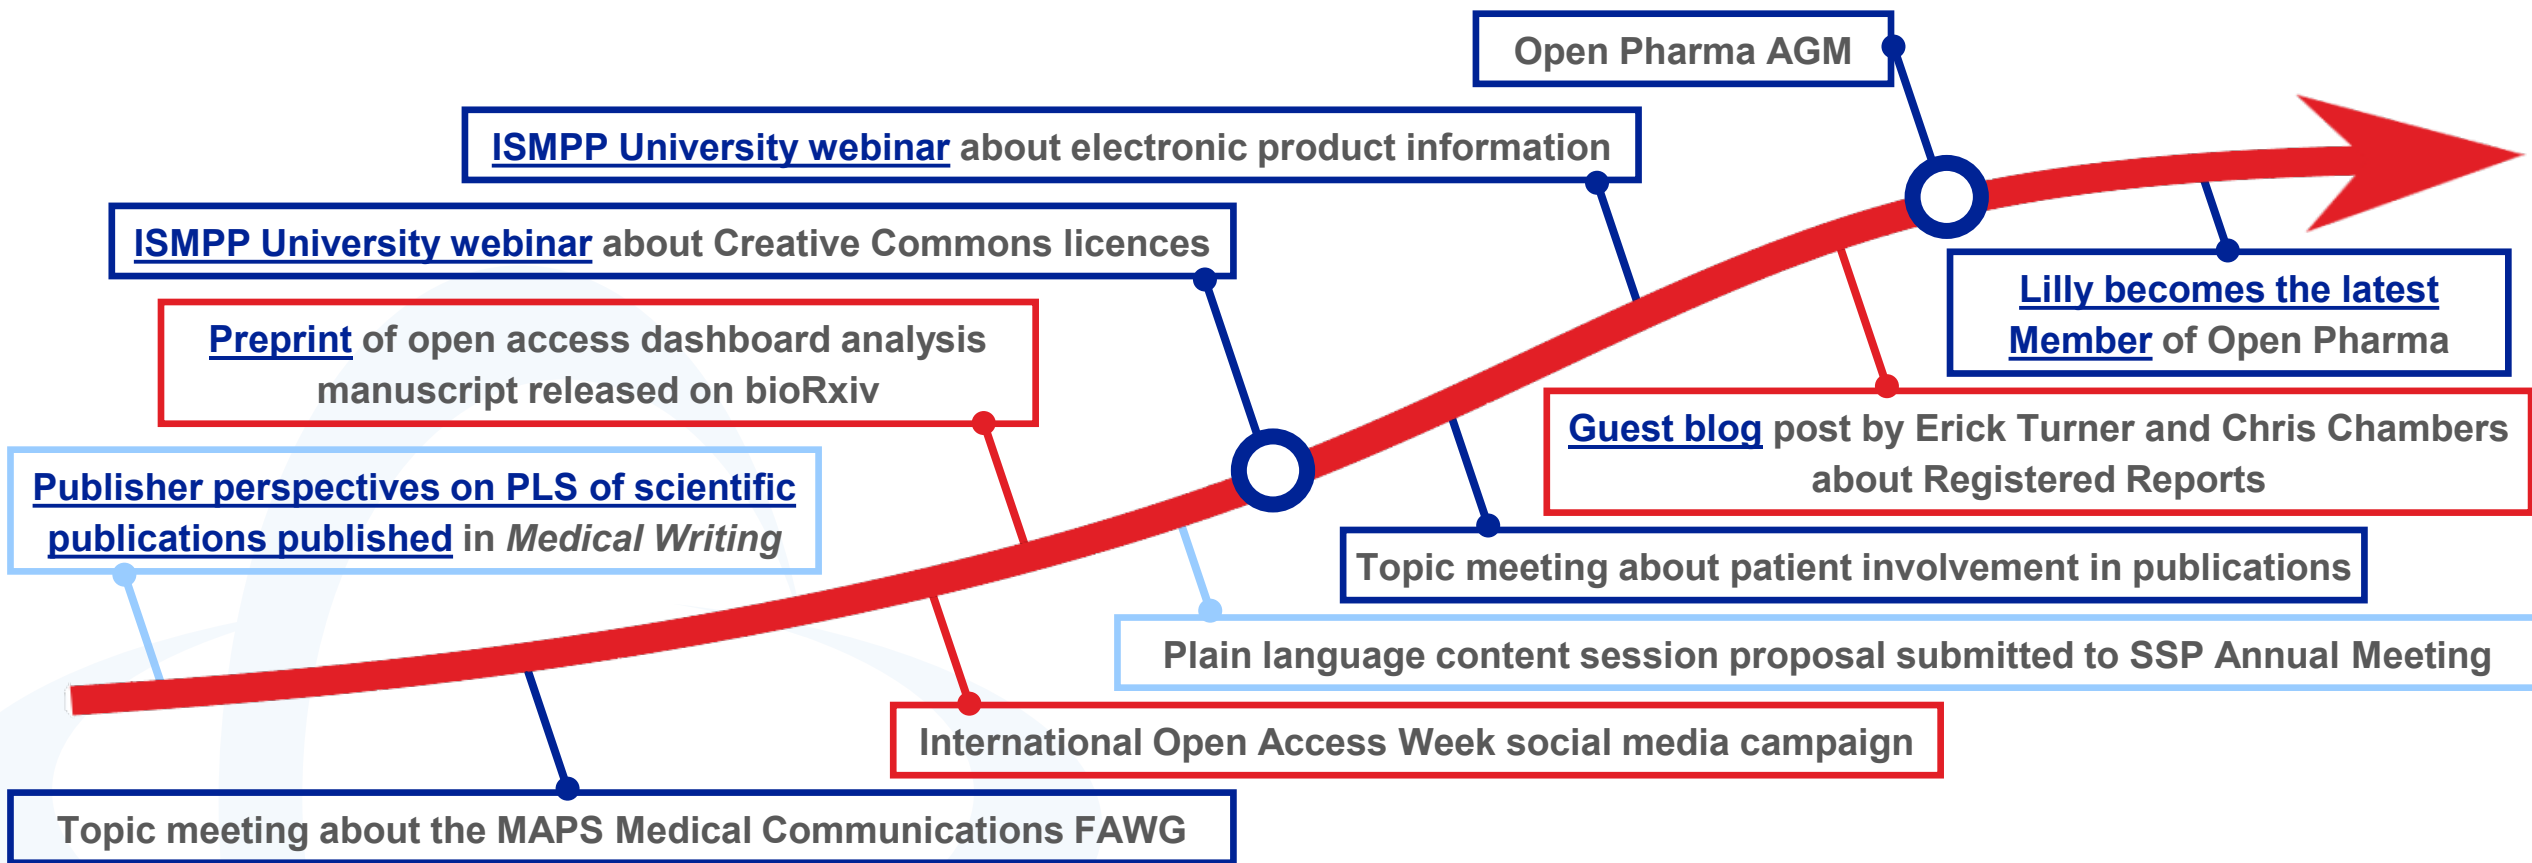 Open Pharma AGM
ISMPP University webinar about electronic product information
ISMPP University webinar about Creative Commons licences
Lilly becomes the latest
Member of Open Pharma
Preprint of open access dashboard analysis
manuscript released on bioRxiv
Guest blog post by Erick Turner and Chris Chambers
about Registered Reports
Publisher perspectives on PLS of scientific
publications published in Medical Writing
Topic meeting about patient involvement in publications
Plain language content session proposal submitted to SSP Annual Meeting
International Open Access Week social media campaign
Topic meeting about the MAPS Medical Communications FAWG